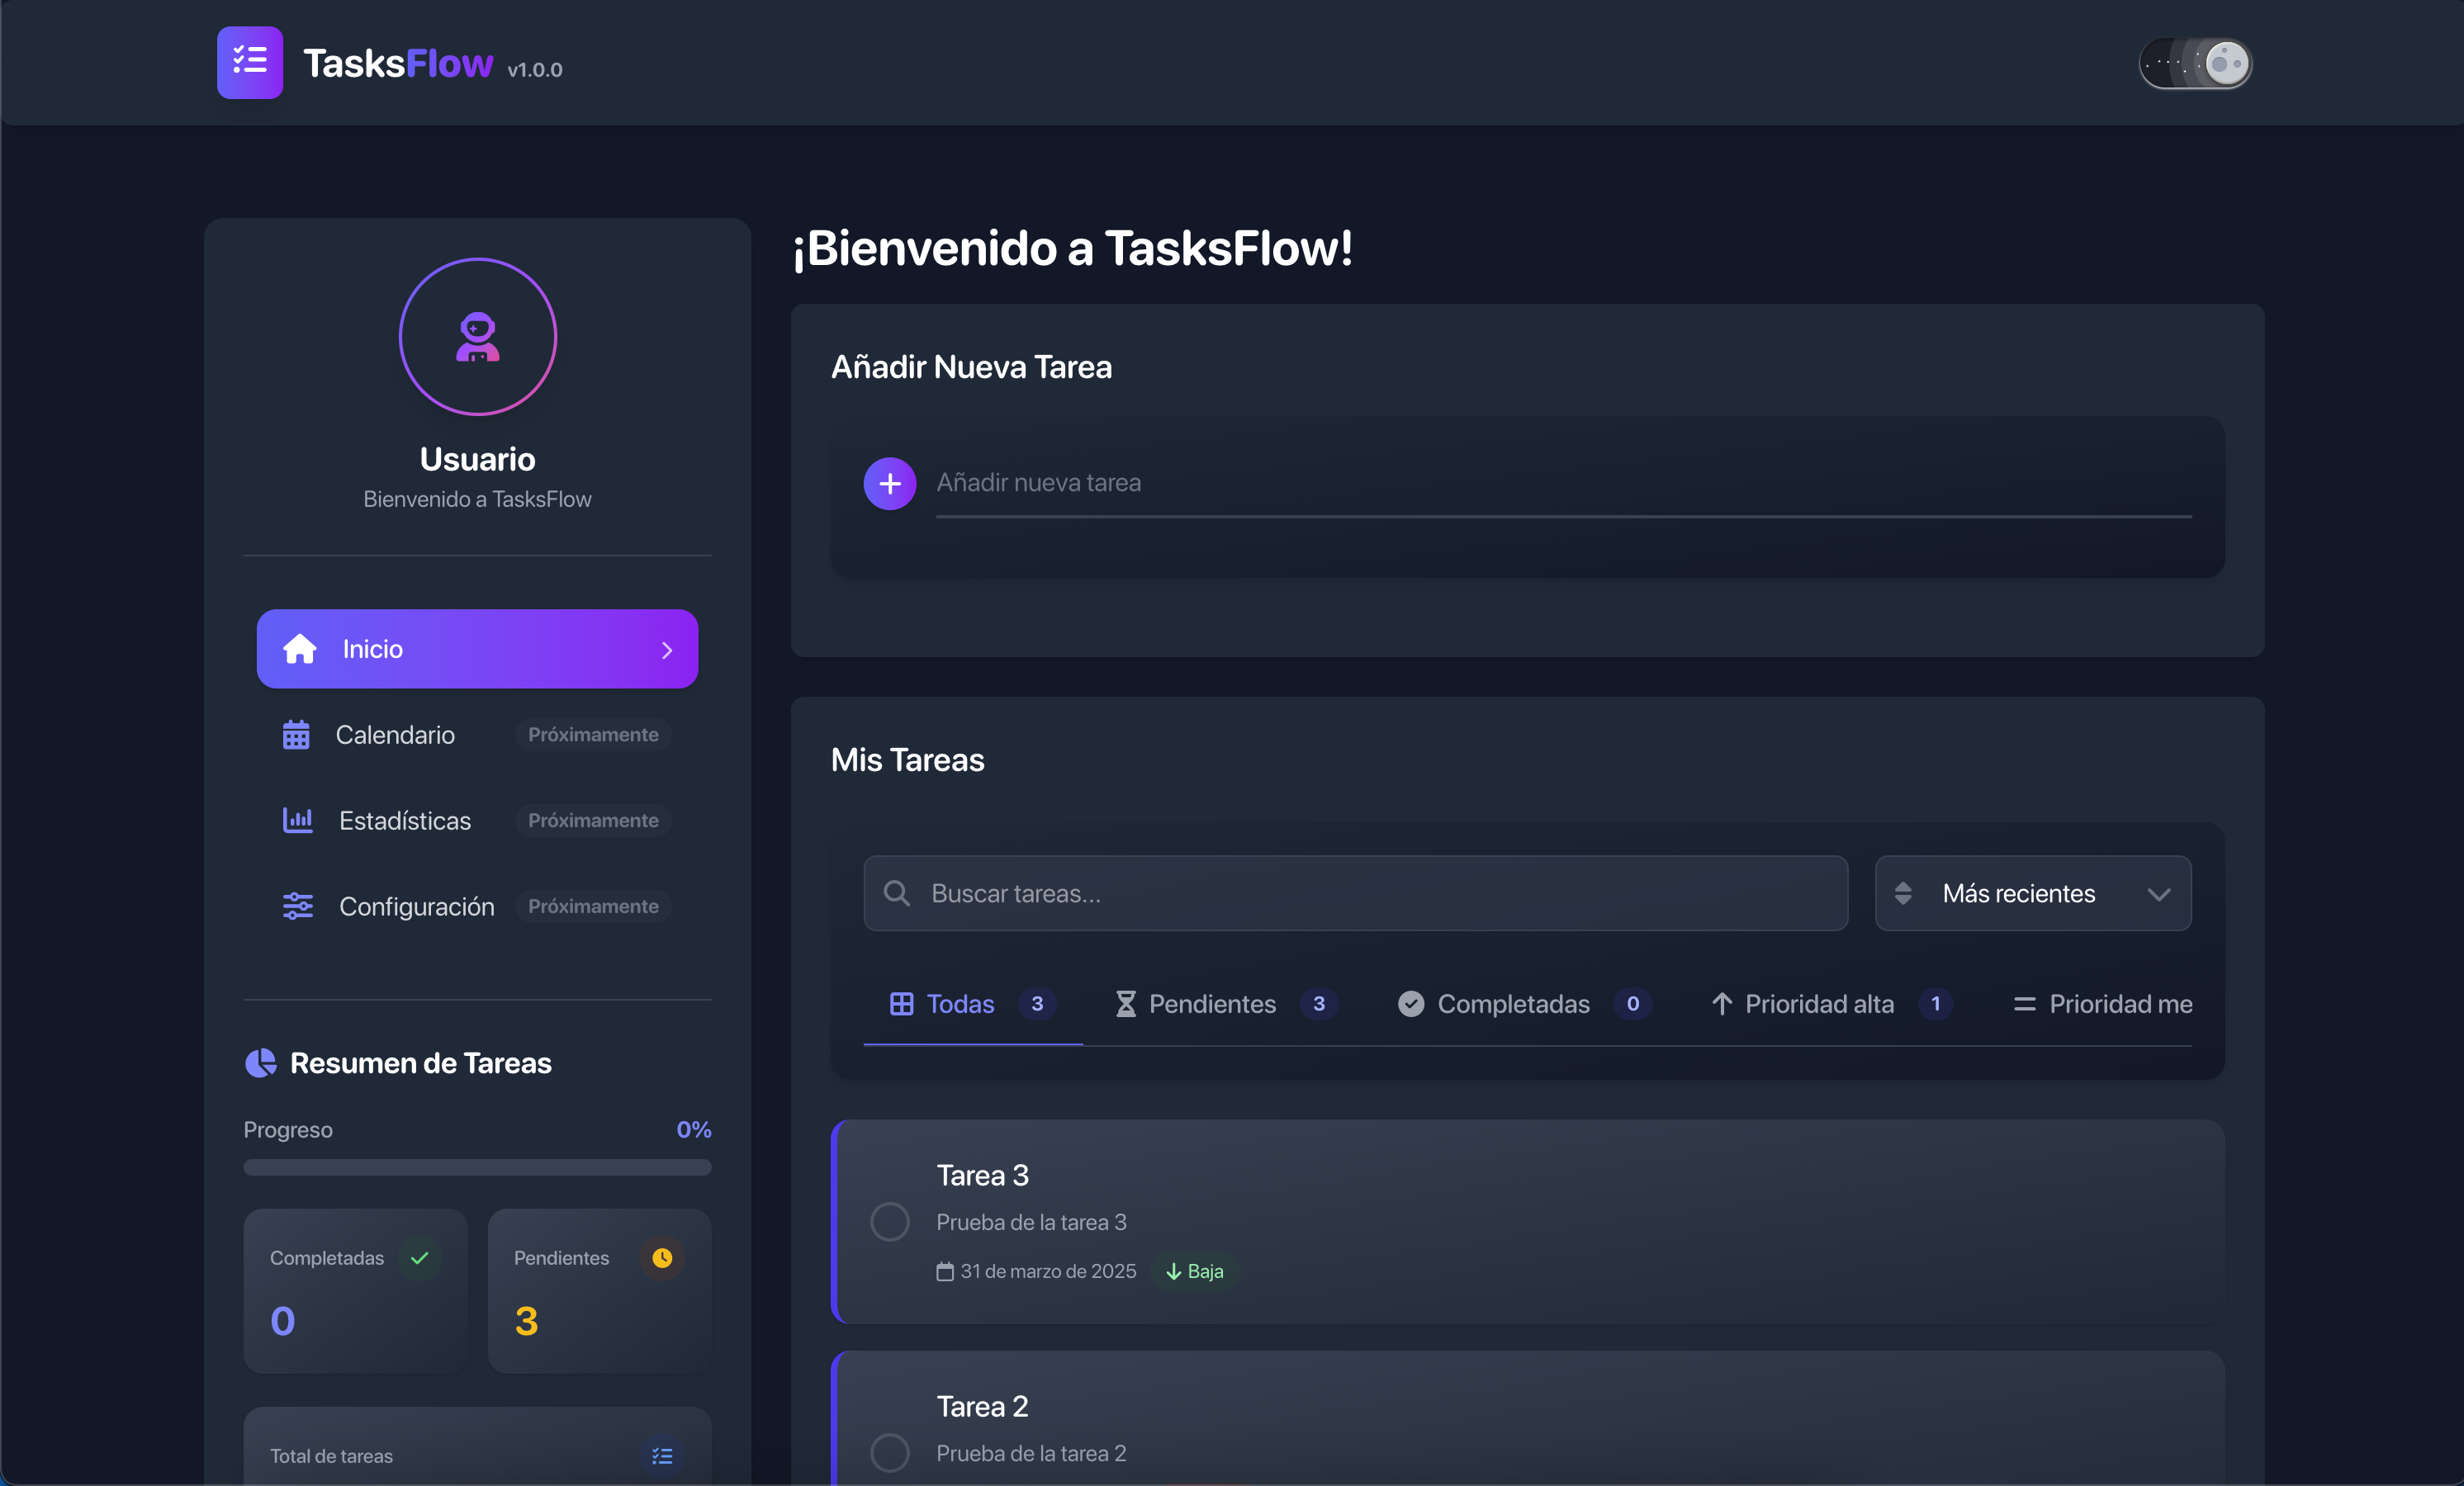 TasksFlow v1.0.0
Usuario
Bienvenido a TasksFlow
Inicio
Calendario Próximamente
Estadísticas Próximamente
Configuración Próximamente
Resumen de Tareas
Progreso 0%
Completadas
0
Pendientes
3
Total de tareas
¡Bienvenido a TasksFlow!
Añadir Nueva Tarea
Añadir nueva tarea
Mis Tareas
Buscar tareas...
Más recientes
Todas 3 Pendientes 3 Completadas 0 Prioridad alta 1 Prioridad me
Tarea 3
Prueba de la tarea 3
31 de marzo de 2025 Baja
Tarea 2
Prueba de la tarea 2